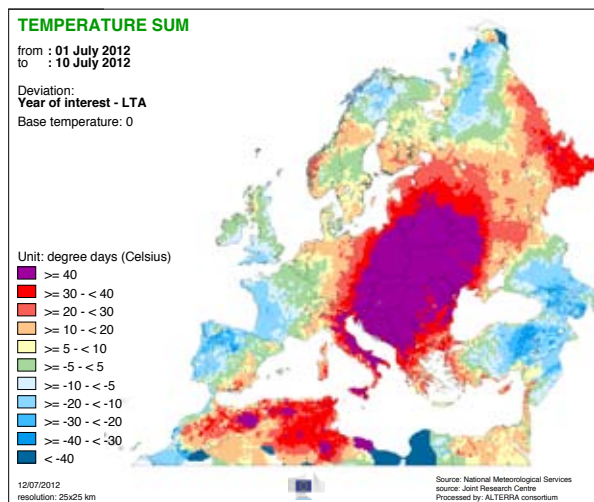 TEMPERATURE SUM
from : 01 July 2012
to : 10 July 2012
Deviation:
Year of interest - LTA
Base temperature: 0
Unit: degree days (Celsius)
>= 40
>= 30 - < 40
>= 20 - < 30
>= 10 - < 20
>= 5 - < 10
>= -5 - < 5
>= -10 - < -5
>= -20 - < -10
>= -30 - < -20
>= -40 - < -30
< -40
12/07/2012
resolution: 25x25 km
Source: National Meteorological Services
source: Joint Research Centre
Processed by: ALTERRA consortium